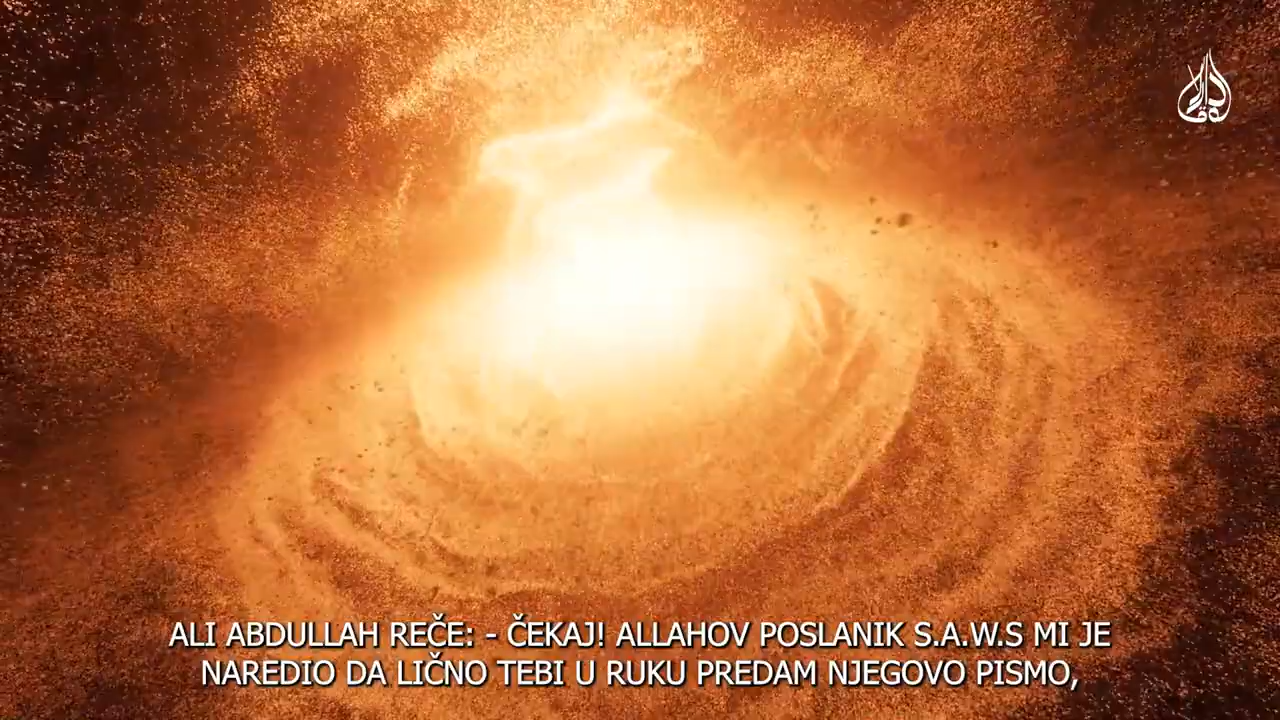 ALI ABDULLAH REČE: - ČEKAJ! ALLAHOV POSLANIK S.A.W.S MI JE
NAREDIO DA LIČNO TEBI U RUKU PREDAM NJEGOVO PISMO,